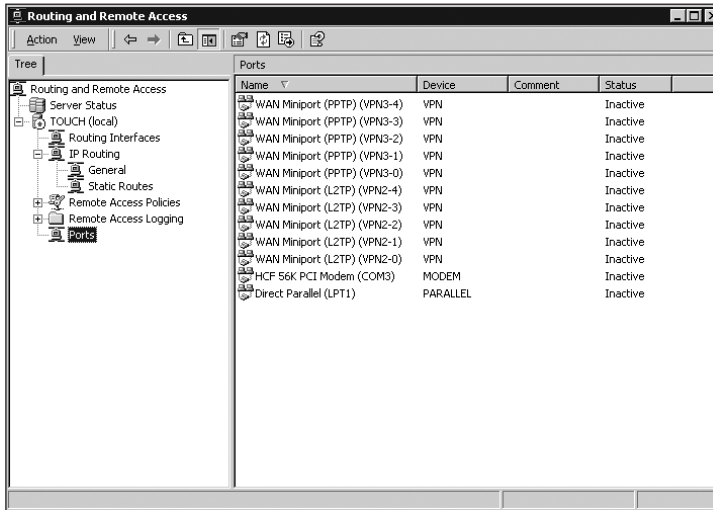 Routing and Remote Access
Action View
Tree
Routing and Remote Access
Server Status
TOUCH (local)
Routing Interfaces
IP Routing
General
Static Routes
Remote Access Policies
Remote Access Logging
Ports
Ports
Name Device Comment Status
WAN Miniport (PPTP) (VPN3-4) VPN Inactive
WAN Miniport (PPTP) (VPN3-3) VPN Inactive
WAN Miniport (PPTP) (VPN3-2) VPN Inactive
WAN Miniport (PPTP) (VPN3-1) VPN Inactive
WAN Miniport (PPTP) (VPN3-0) VPN Inactive
WAN Miniport (L2TP) (VPN2-4) VPN Inactive
WAN Miniport (L2TP) (VPN2-3) VPN Inactive
WAN Miniport (L2TP) (VPN2-2) VPN Inactive
WAN Miniport (L2TP) (VPN2-1) VPN Inactive
WAN Miniport (L2TP) (VPN2-0) VPN Inactive
HCF 56K PCI Modem (COM3) MODEM Inactive
Direct Parallel (LPT1) PARALLEL Inactive